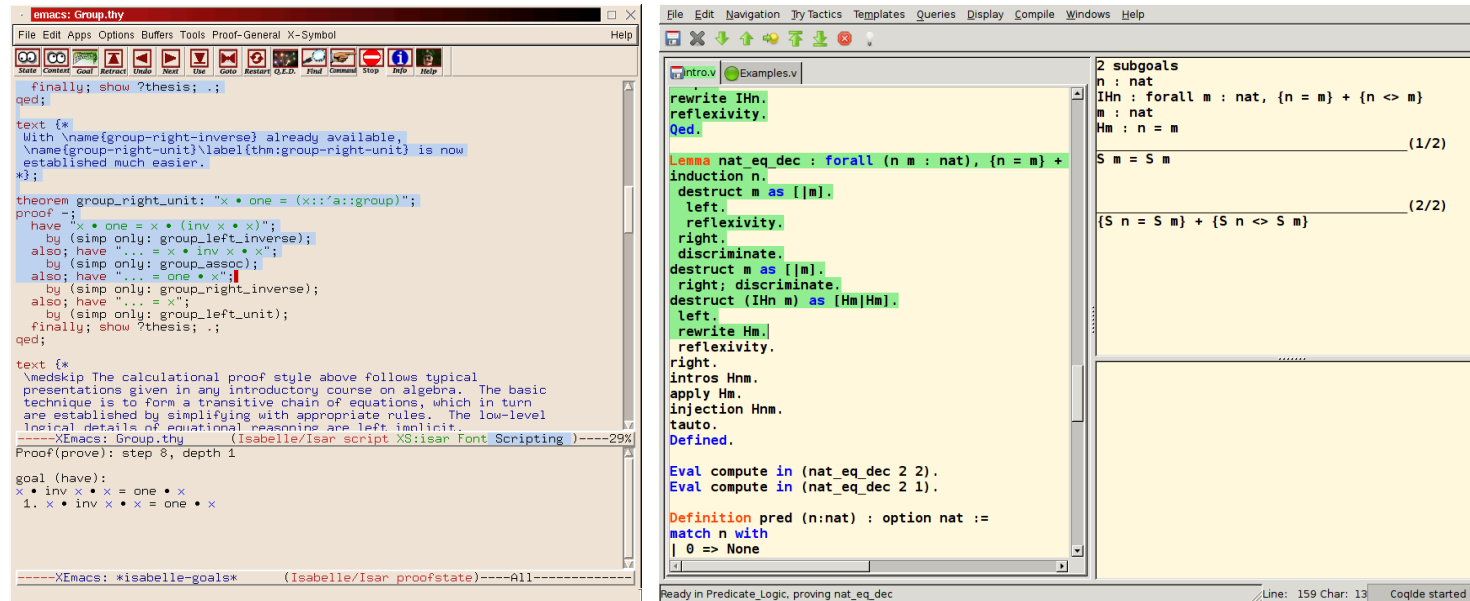 emacs: Group.thy
File Edit Apps Options Buffers Tools Proof-General X-Symbol Help
State Context Goal Retract Undo Next Use Goto Restart Q.E.D. Find Command Stop Info Help
finally; show ?thesis; .;
qed;
text {*
With \name{group-right-inverse} already available,
\name{group-right-unit}\label{thm:group-right-unit} is now
established much easier.
*};
theorem group_right_unit: "x • one = (x::'a::group)";
proof -;
have "x • one = x • (inv x • x)";
by (simp only: group_left_inverse);
also; have "... = x • inv x • x";
by (simp only: group_assoc);
also; have "... = one • x";
by (simp only: group_right_inverse);
also; have "... = x";
by (simp only: group_left_unit);
finally; show ?thesis; .;
qed;
text {*
\medskip The calculational proof style above follows typical
presentations given in any introductory course on algebra.  The basic
technique is to form a transitive chain of equations, which in turn
are established by simplifying with appropriate rules.  The low-level
logical details of equational reasoning are left implicit.
-----XEmacs: Group.thy (Isabelle/Isar script XS:isar Font Scripting )----29%
Proof(prove): step 8, depth 1
goal (have):
x • inv x • x = one • x
1. x • inv x • x = one • x
-----XEmacs: *isabelle-goals* (Isabelle/Isar proofstate)----All-------------
File Edit Navigation Try Tactics Templates Queries Display Compile Windows Help
intro.v Examples.v
rewrite IHn.
reflexivity.
Qed.
Lemma nat_eq_dec : forall (n m : nat), {n = m} +
induction n.
destruct m as [|m].
left.
reflexivity.
right.
discriminate.
destruct m as [|m].
right; discriminate.
destruct (IHn m) as [Hm|Hm].
left.
rewrite Hm.
reflexivity.
right.
intros Hnm.
apply Hm.
injection Hnm.
tauto.
Defined.
Eval compute in (nat_eq_dec 2 2).
Eval compute in (nat_eq_dec 2 1).
Definition pred (n:nat) : option nat :=
match n with
| 0 => None
2 subgoals
n : nat
IHn : forall m : nat, {n = m} + {n <> m}
m : nat
Hm : n = m
(1/2)
S m = S m
(2/2)
{S n = S m} + {S n <> S m}
Ready in Predicate_Logic, proving nat_eq_dec Line: 159 Char: 13 CoqIde started